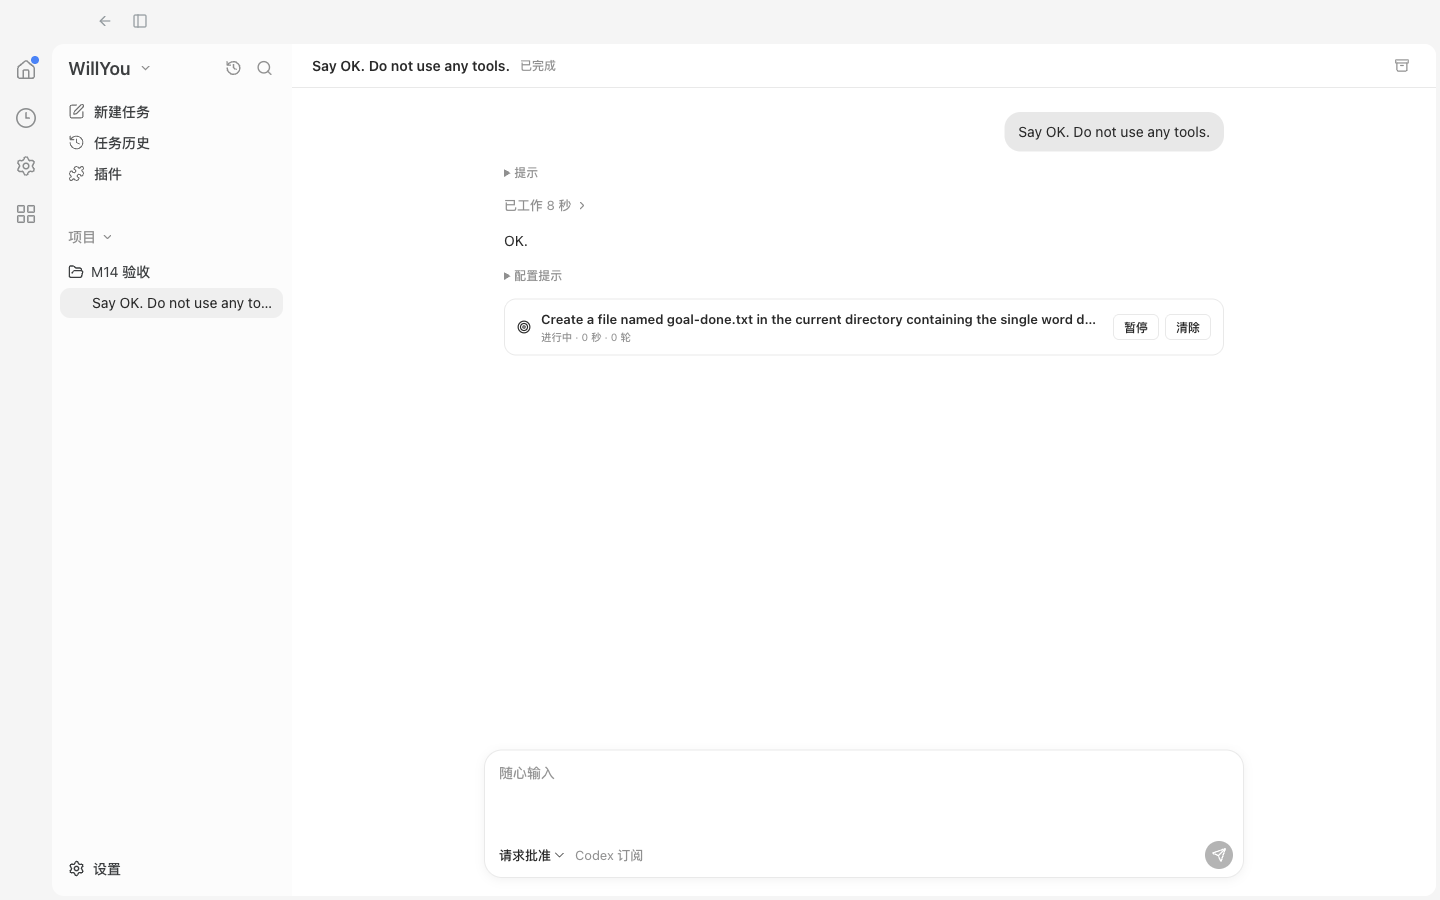 WillYou
新建任务
任务历史
插件
项目
M14 验收
Say OK. Do not use any to...
设置
Say OK. Do not use any tools. 已完成
Say OK. Do not use any tools.
提示
已工作 8 秒
OK.
配置提示
Create a file named goal-done.txt in the current directory containing the single word d...
进行中 · 0 秒 · 0 轮
暂停 清除
随心输入
请求批准 Codex 订阅